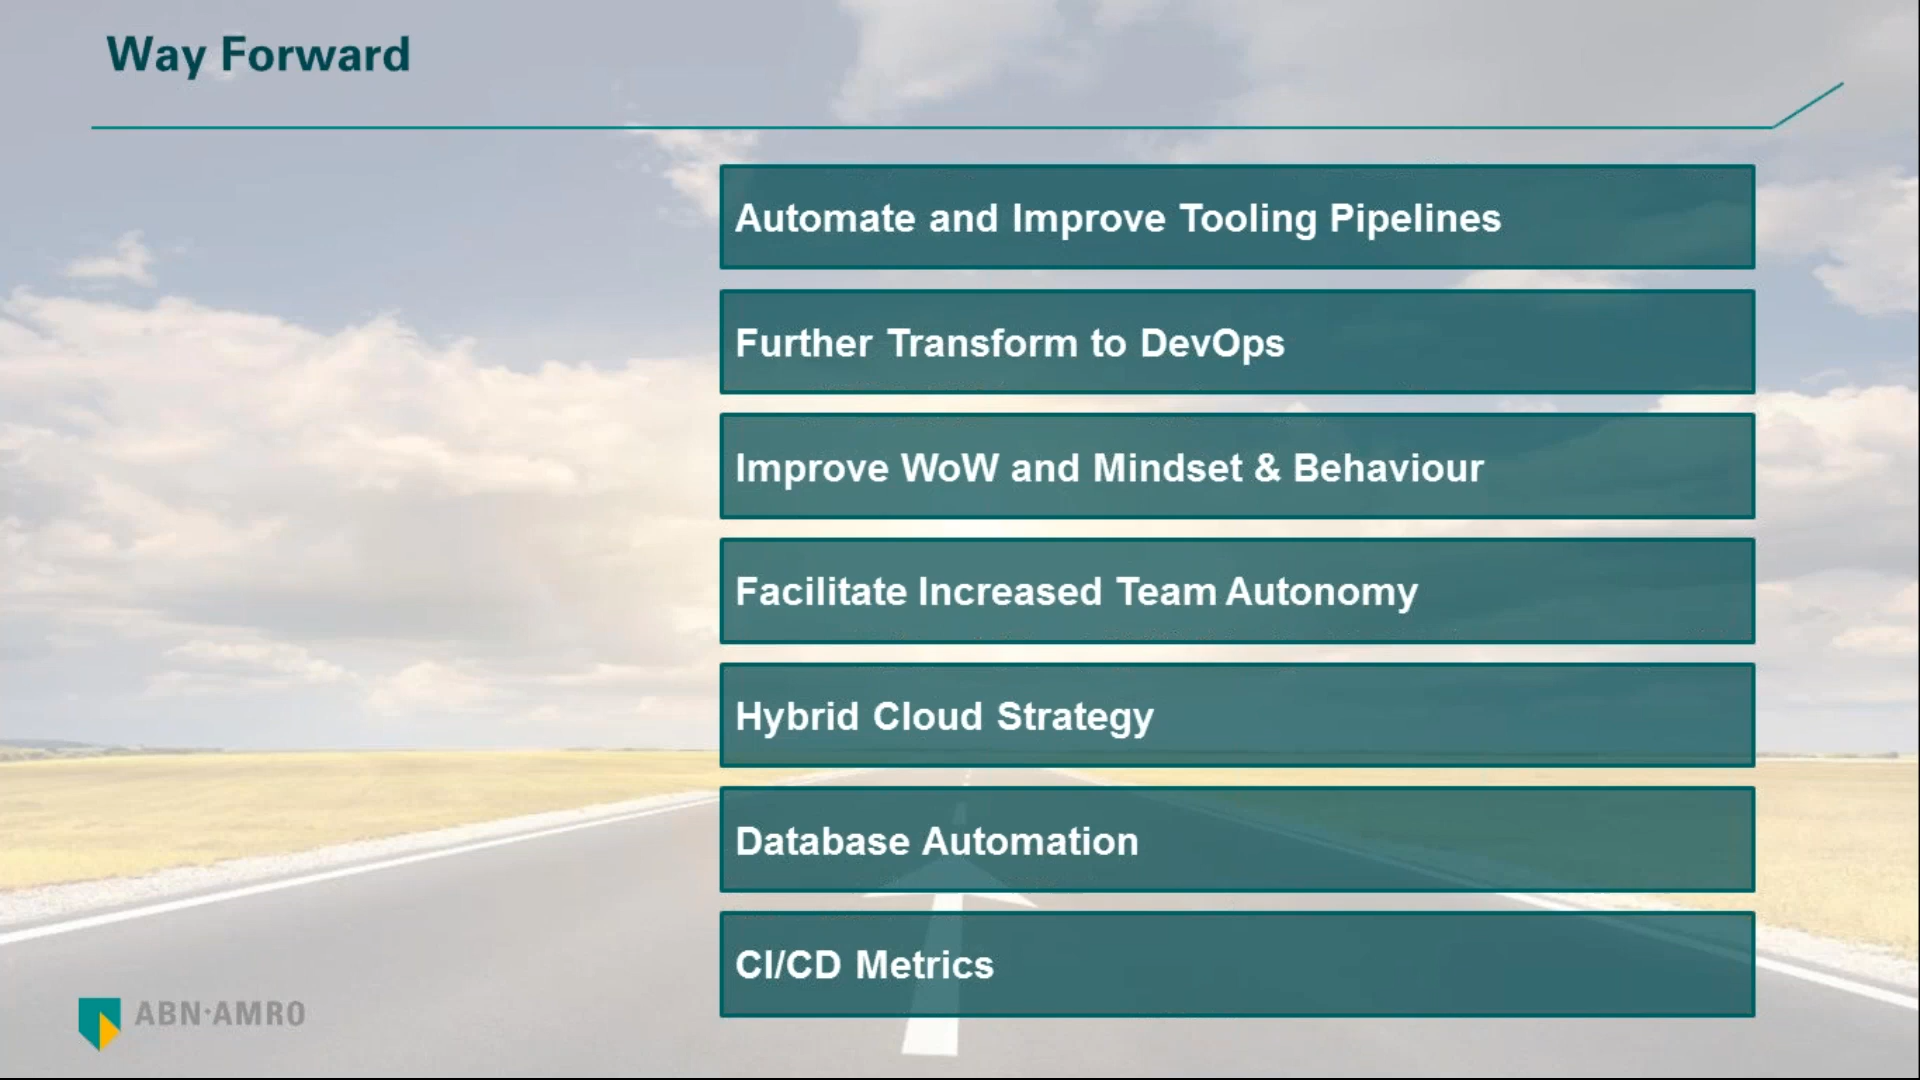 Way Forward
Automate and Improve Tooling Pipelines
Further Transform to DevOps
Improve WoW and Mindset & Behaviour
Facilitate Increased Team Autonomy
Hybrid Cloud Strategy
Database Automation
CI/CD Metrics
ABN·AMRO